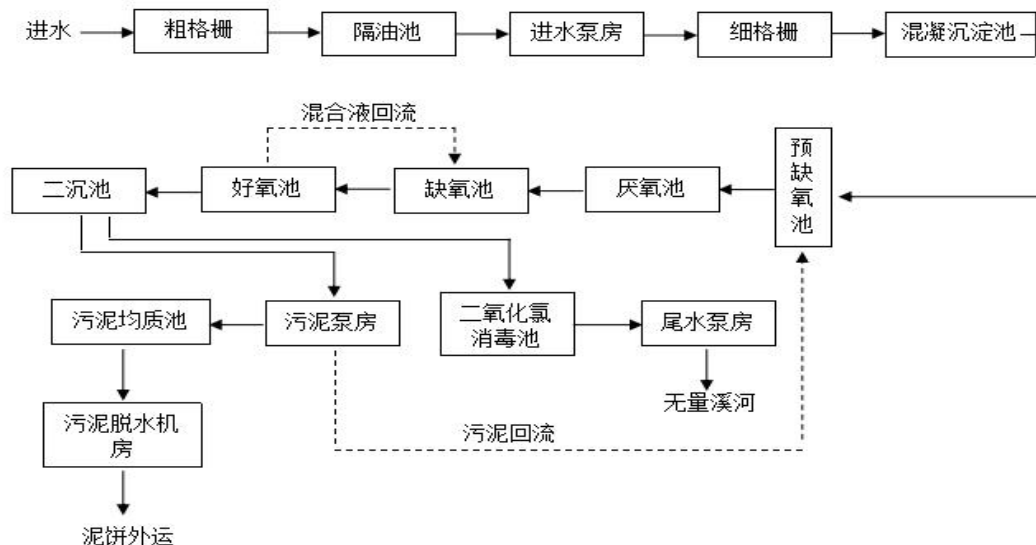 进水
粗格栅
隔油池
进水泵房
细格栅
混凝沉淀池
混合液回流
二沉池
好氧池
缺氧池
厌氧池
预
缺
氧
池
污泥均质池
污泥泵房
二氧化氯
消毒池
尾水泵房
无量溪河
污泥脱水机
房
污泥回流
泥饼外运